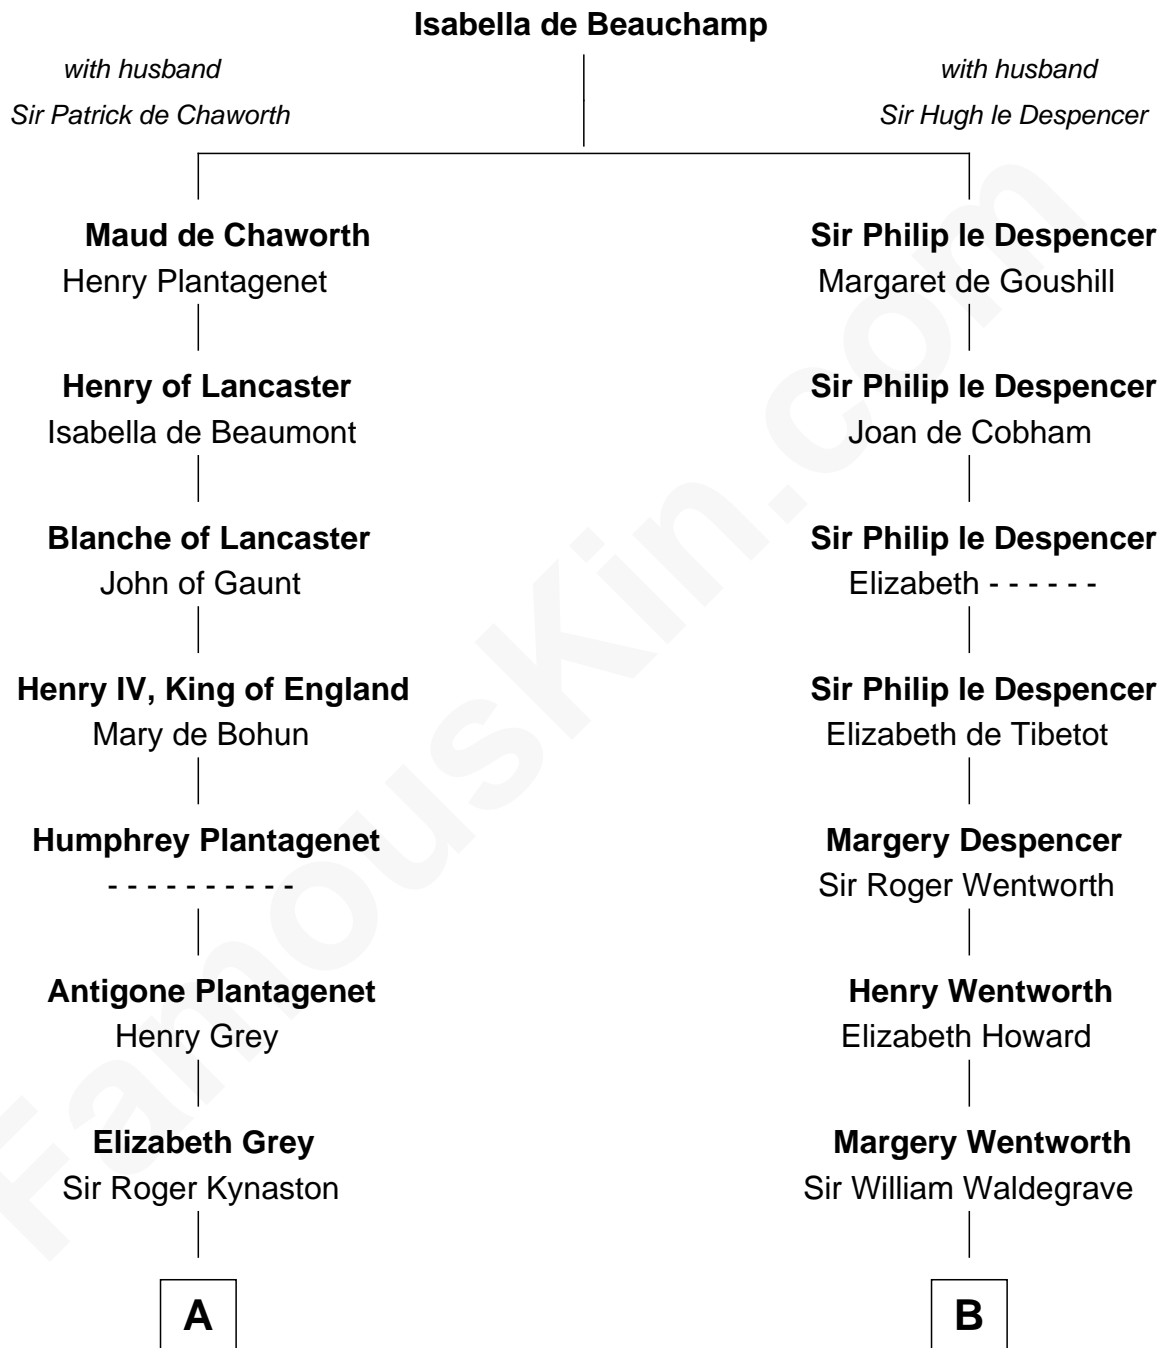 Isabella de Beauchamp
with husband
Sir Patrick de Chaworth
with husband
Sir Hugh le Despencer
Maud de Chaworth
Henry Plantagenet
Sir Philip le Despencer
Margaret de Goushill
Henry of Lancaster
Isabella de Beaumont
Sir Philip le Despencer
Joan de Cobham
Blanche of Lancaster
John of Gaunt
Sir Philip le Despencer
Elizabeth - - - - - -
Henry IV, King of England
Mary de Bohun
Sir Philip le Despencer
Elizabeth de Tibetot
Humphrey Plantagenet
- - - - - - - - - -
Margery Despencer
Sir Roger Wentworth
Antigone Plantagenet
Henry Grey
Henry Wentworth
Elizabeth Howard
Elizabeth Grey
Sir Roger Kynaston
Margery Wentworth
Sir William Waldegrave
A
B
FamousKin.com